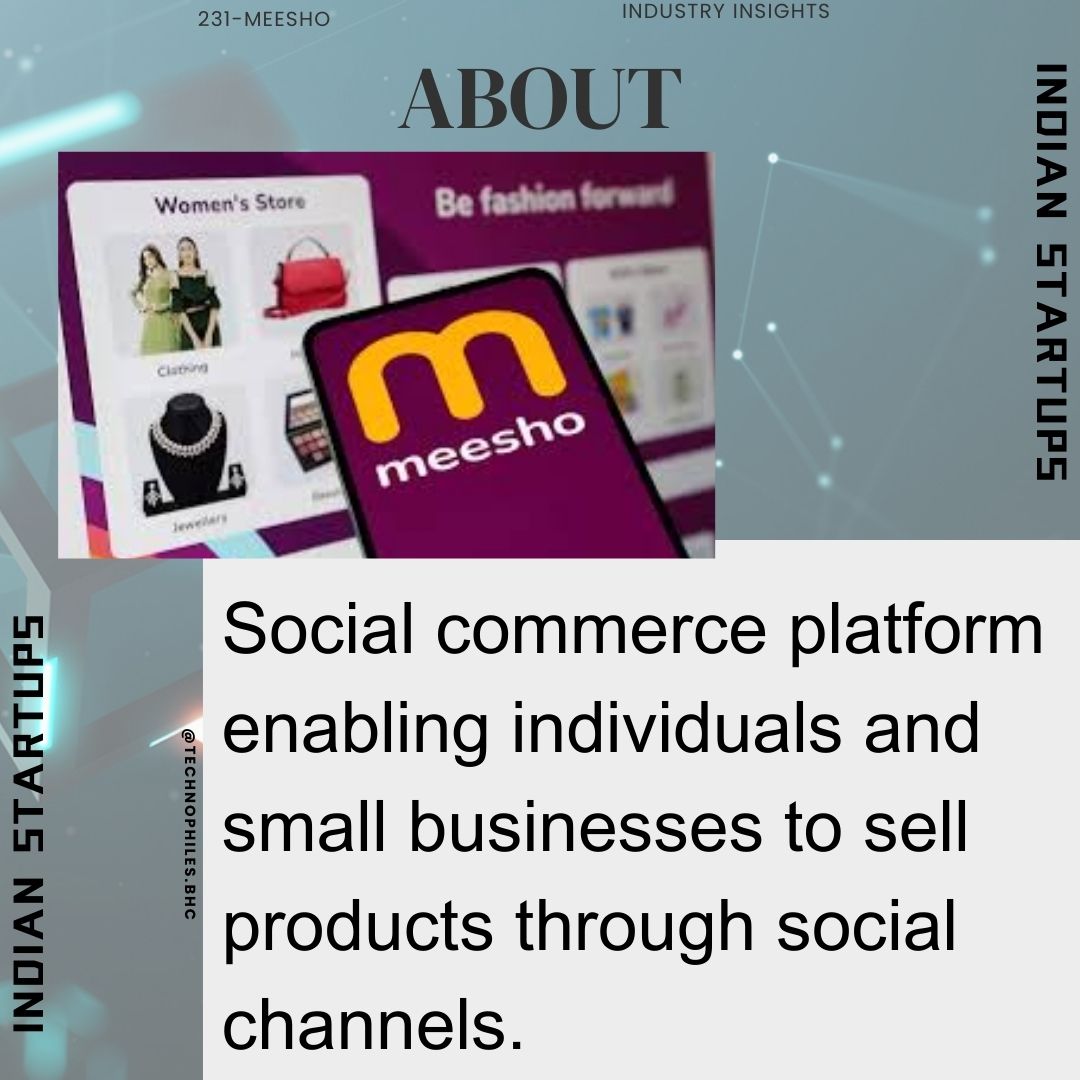 231-MEESHO
INDUSTRY INSIGHTS
ABOUT
INDIAN STARTUPS
Women's Store
Be fashion forward
Clothing
Jewellers
meesho
Social commerce platform
enabling individuals and
small businesses to sell
products through social
channels.
INDIAN STARTUPS
@TECHNOPHILES.BHC